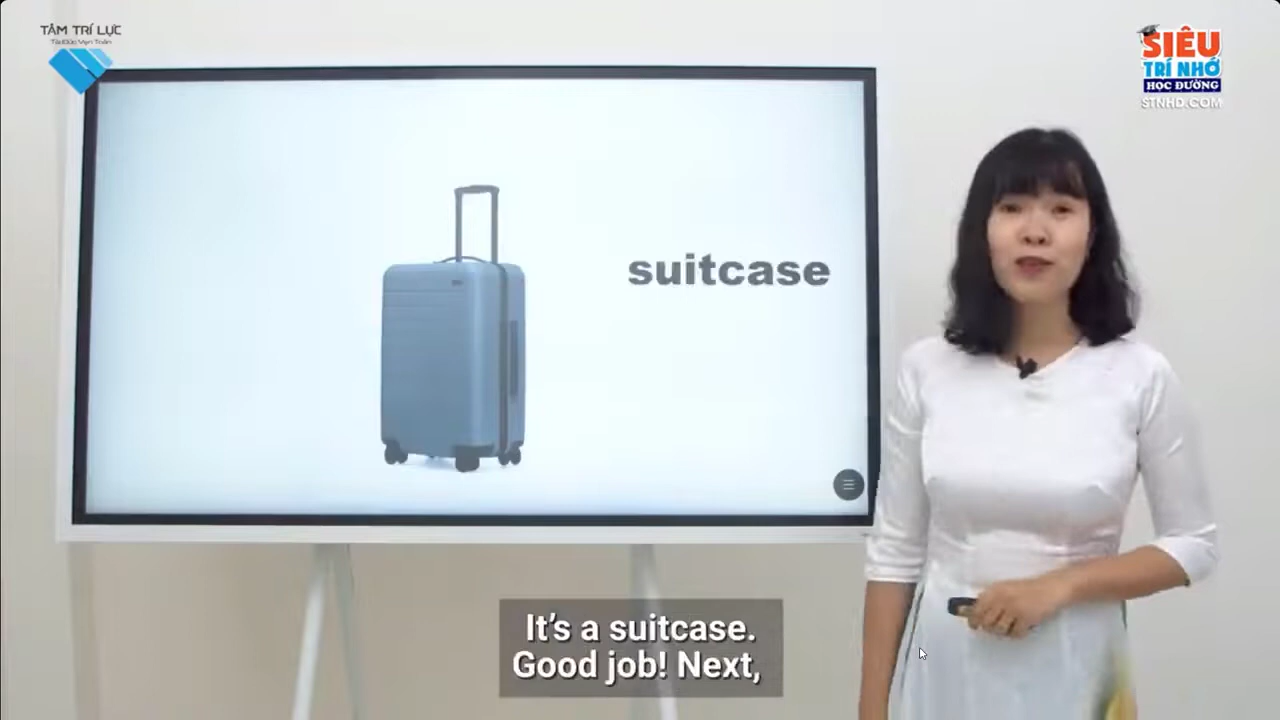 TÂM TRÍ LỰC
SIÊU
TRÍ NHỚ
HỌC ĐƯỜNG
STNHD.COM
suitcase
It's a suitcase.
Good job! Next,